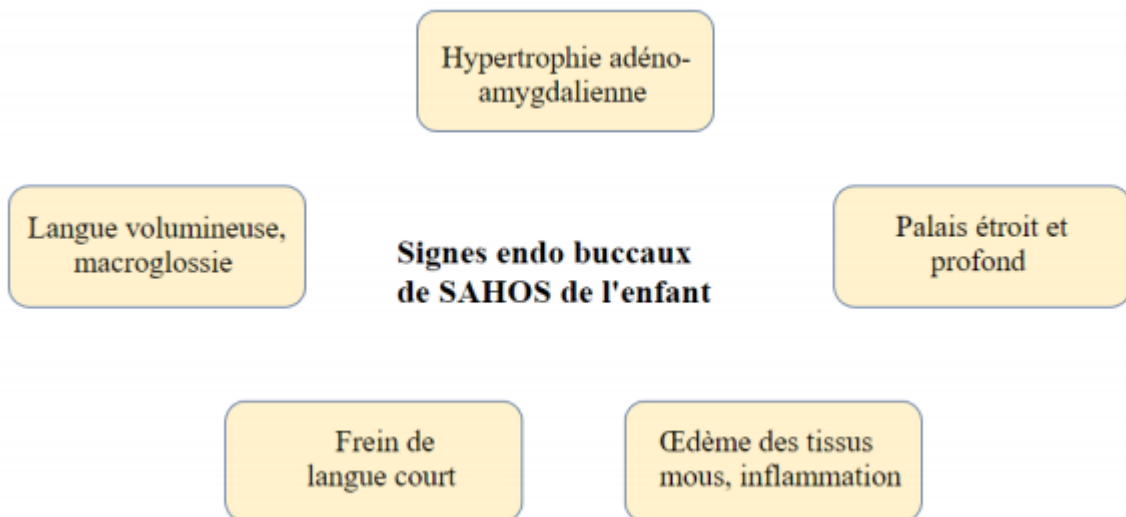 Hypertrophie adéno-
amygdalienne
Langue volumineuse,
macroglossie
Signes endo buccaux
de SAHOS de l'enfant
Palais étroit et
profond
Frein de
langue court
Œdème des tissus
mous, inflammation